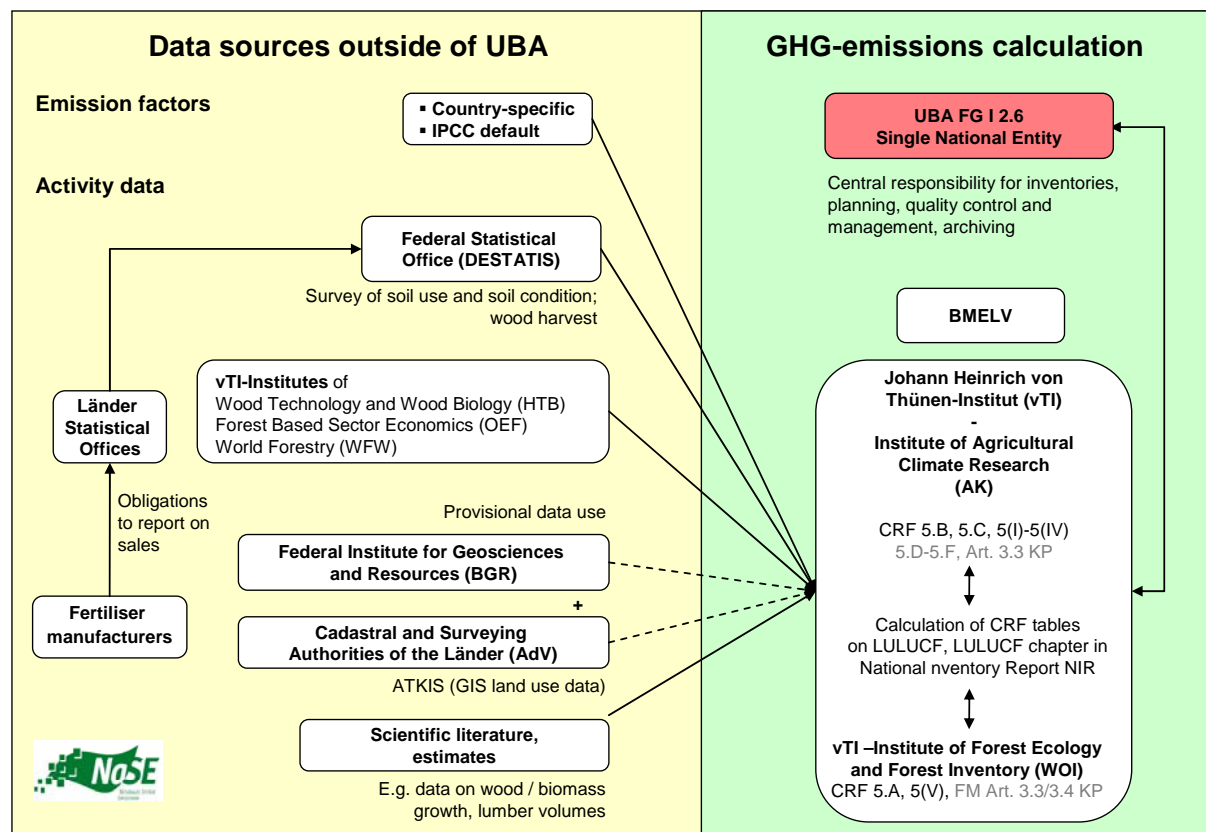 Data sources outside of UBA
Emission factors
▪ Country-specific
▪ IPCC default
Activity data
Federal Statistical
Office (DESTATIS)
Survey of soil use and soil condition;
wood harvest
vTI-Institutes of
Wood Technology and Wood Biology (HTB)
Forest Based Sector Economics (OEF)
World Forestry (WFW)
Länder
Statistical
Offices
Obligations
to report on
sales
Fertiliser
manufacturers
Provisional data use
Federal Institute for Geosciences
and Resources (BGR)
+
Cadastral and Surveying
Authorities of the Länder (AdV)
ATKIS (GIS land use data)
Scientific literature,
estimates
E.g. data on wood / biomass
growth, lumber volumes
NaSE
GHG-emissions calculation
UBA FG I 2.6
Single National Entity
Central responsibility for inventories,
planning, quality control and
management, archiving
BMELV
Johann Heinrich von
Thünen-Institut (vTI)
-
Institute of Agricultural
Climate Research
(AK)
CRF 5.B, 5.C, 5(I)-5(IV)
5.D-5.F, Art. 3.3 KP
Calculation of CRF tables
on LULUCF, LULUCF chapter in
National nventory Report NIR
vTI –Institute of Forest Ecology
and Forest Inventory (WOI)
CRF 5.A, 5(V), FM Art. 3.3/3.4 KP